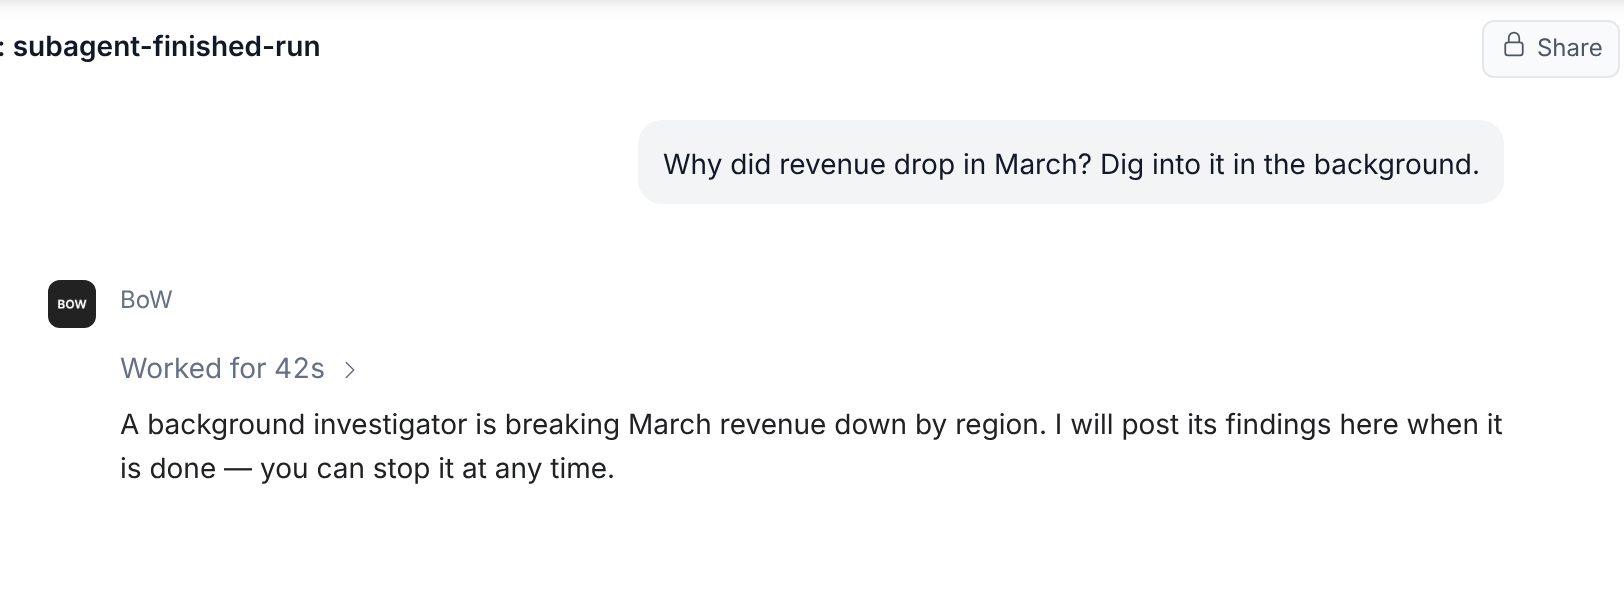 : subagent-finished-run
Share
Why did revenue drop in March? Dig into it in the background.
BOW
BoW
Worked for 42s
A background investigator is breaking March revenue down by region. I will post its findings here when it
is done — you can stop it at any time.